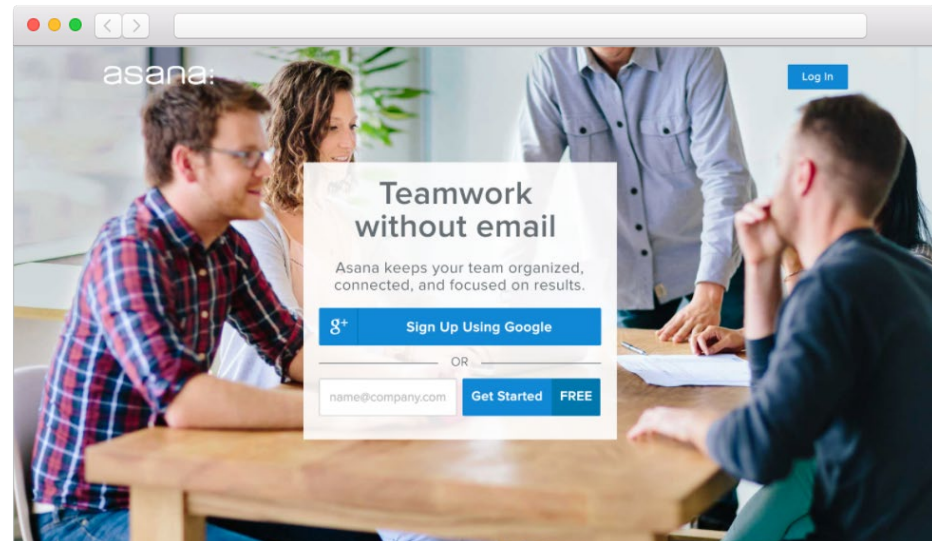 asana:
Log In
Teamwork
without email
Asana keeps your team organized,
connected, and focused on results.
g+ Sign Up Using Google
OR
name@company.com Get Started FREE